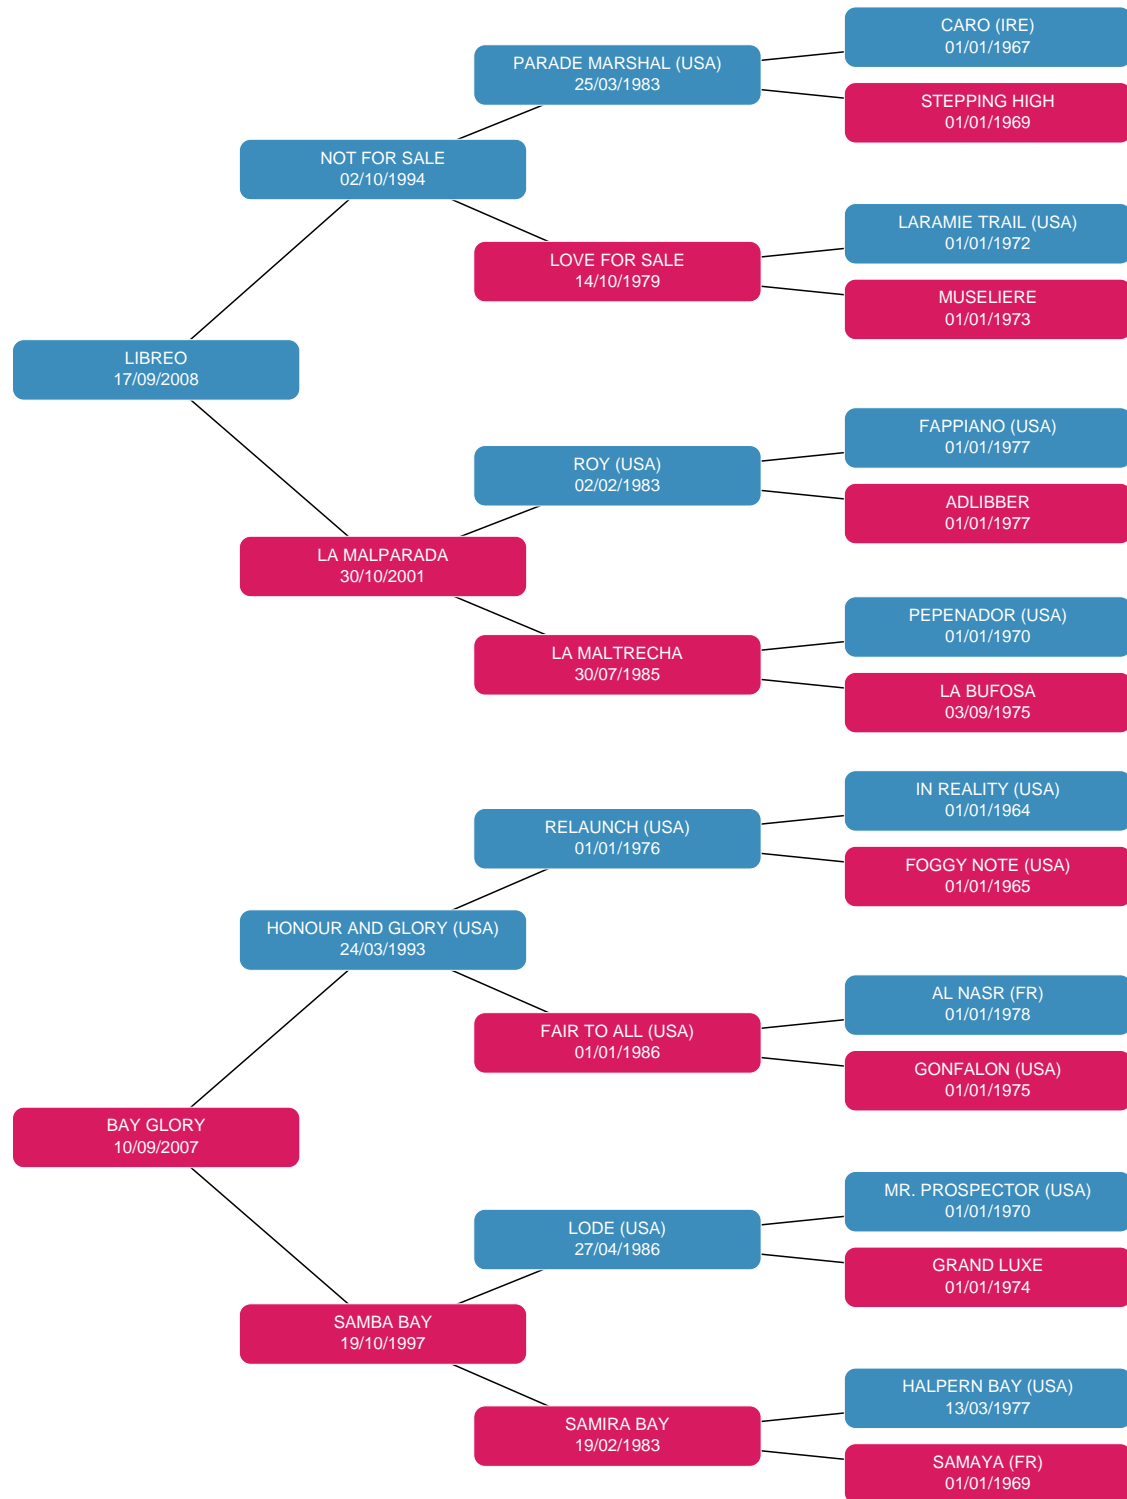 CARO (IRE)
01/01/1967
PARADE MARSHAL (USA)
25/03/1983
STEPPING HIGH
01/01/1969
NOT FOR SALE
02/10/1994
LARAMIE TRAIL (USA)
01/01/1972
LOVE FOR SALE
14/10/1979
MUSELIERE
01/01/1973
LIBREO
17/09/2008
FAPPIANO (USA)
01/01/1977
ROY (USA)
02/02/1983
ADLIBBER
01/01/1977
LA MALPARADA
30/10/2001
PEPENADOR (USA)
01/01/1970
LA MALTRECHA
30/07/1985
LA BUFOSA
03/09/1975
IN REALITY (USA)
01/01/1964
RELAUNCH (USA)
01/01/1976
FOGGY NOTE (USA)
01/01/1965
HONOUR AND GLORY (USA)
24/03/1993
AL NASR (FR)
01/01/1978
FAIR TO ALL (USA)
01/01/1986
GONFALON (USA)
01/01/1975
BAY GLORY
10/09/2007
MR. PROSPECTOR (USA)
01/01/1970
LODE (USA)
27/04/1986
GRAND LUXE
01/01/1974
SAMBA BAY
19/10/1997
HALPERN BAY (USA)
13/03/1977
SAMIRA BAY
19/02/1983
SAMAYA (FR)
01/01/1969